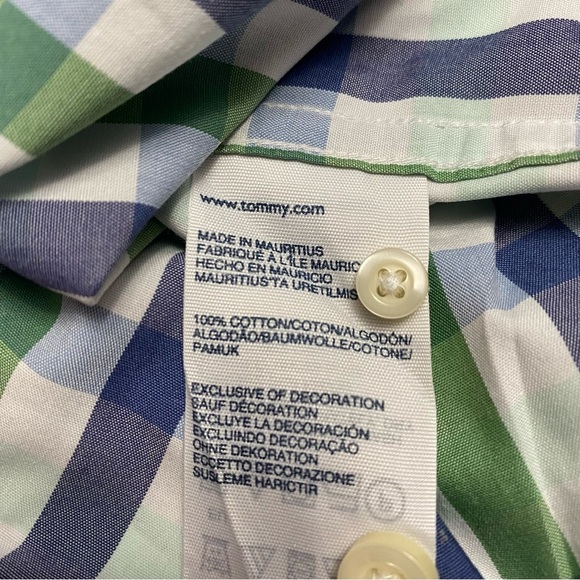 www.tommy.com
MADE IN MAURITIUS
FABRIQUÉ À L'ÎLE MAURIC
HECHO EN MAURICIO
MAURITIUS'TA URETILMIS
100% COTTON/COTON/ALGODÓN/
ALGODÃO/BAUMWOLLE/COTONE/
PAMUK
EXCLUSIVE OF DECORATION
SAUF DÉCORATION
EXCLUYE LA DECORACIÓN
EXCLUINDO DECORAÇÃO
OHNE DEKORATION
ECCETTO DECORAZIONE
SUSLEME HARICTIR